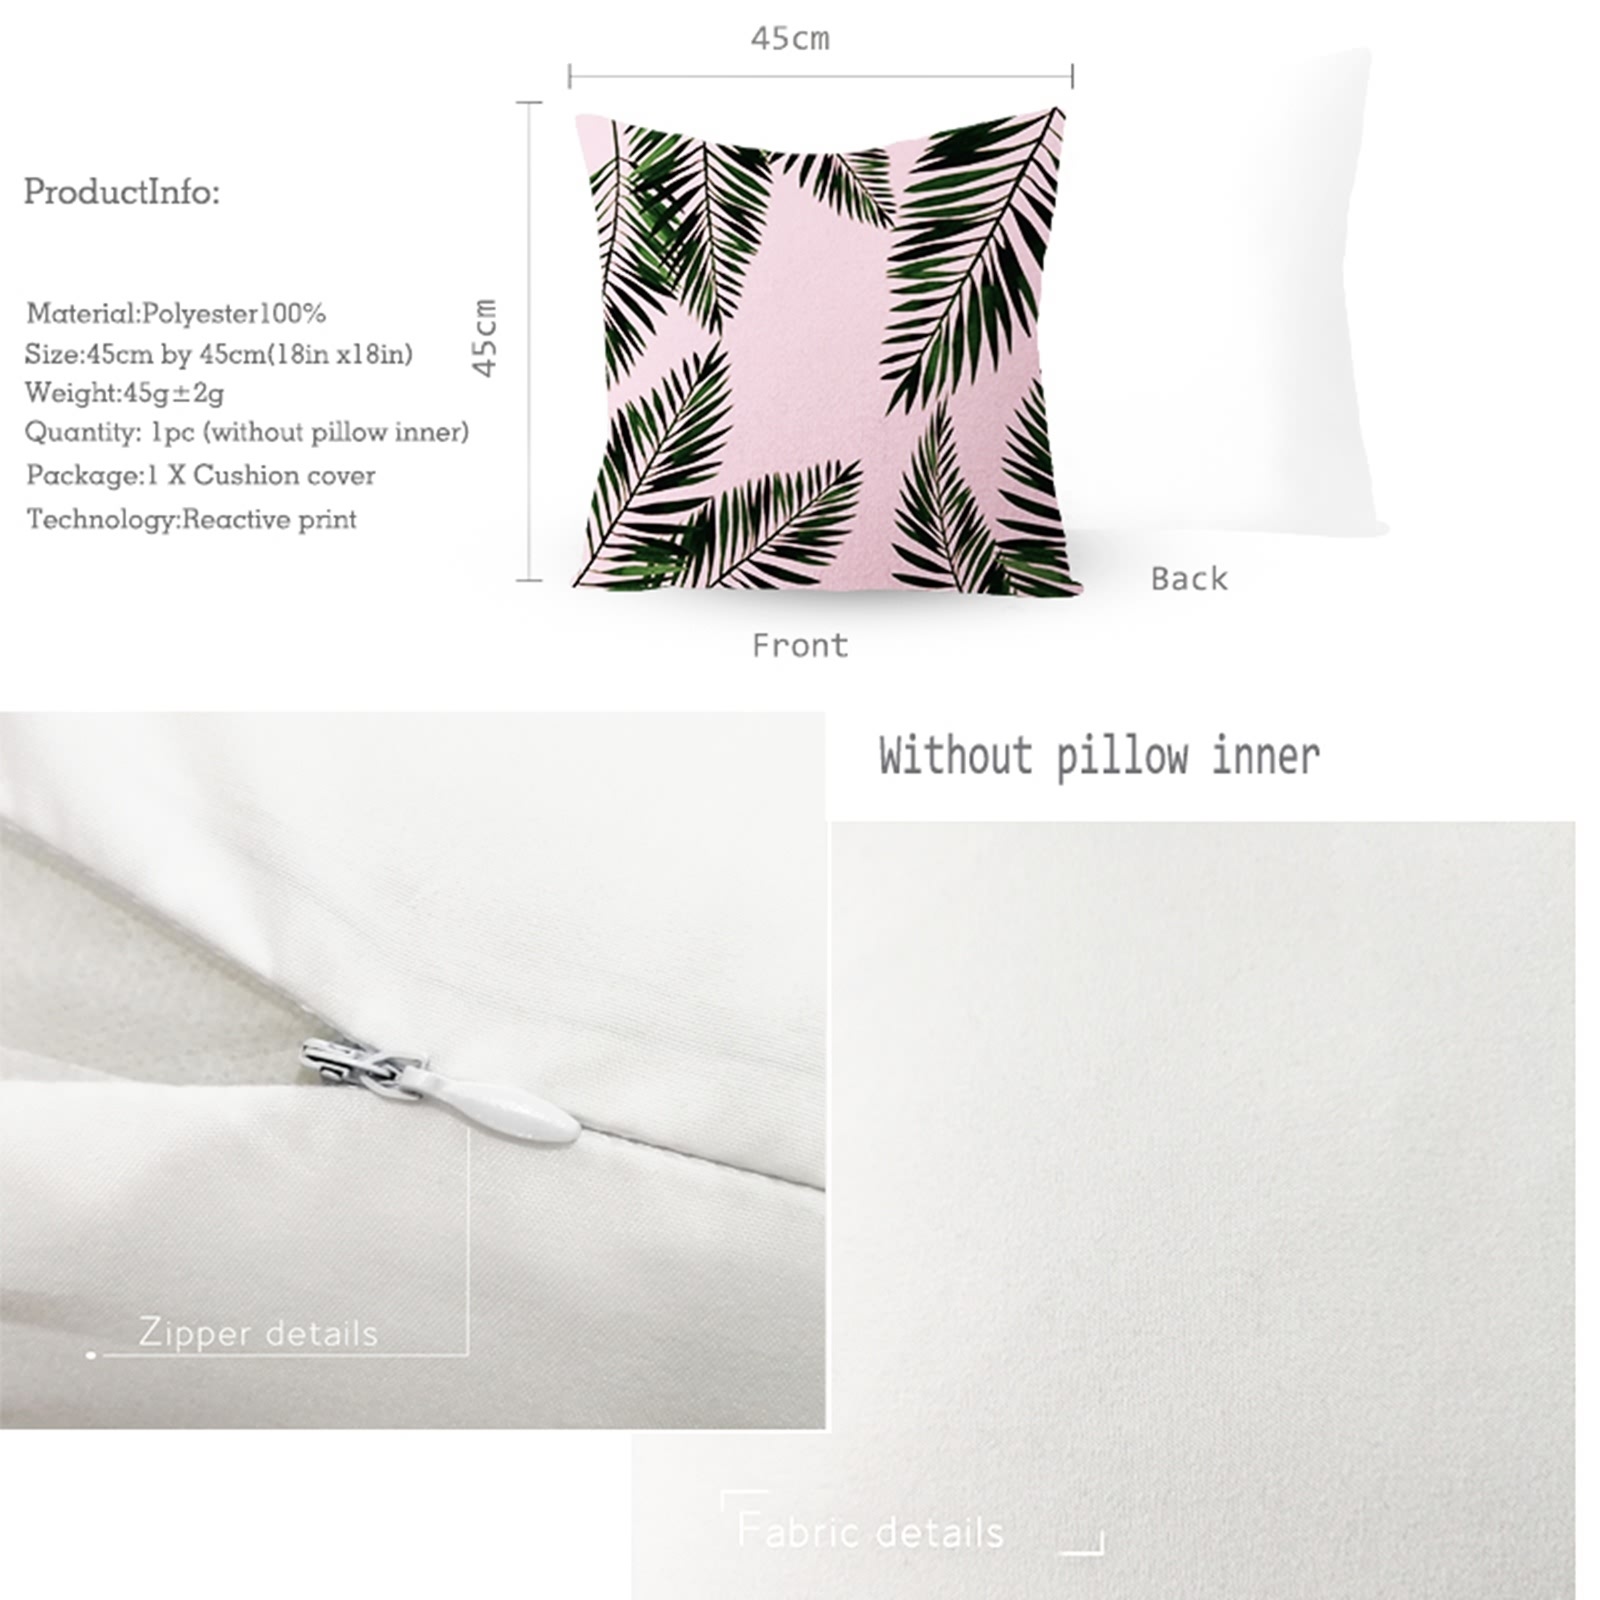 45cm
45cm
ProductInfo:
Material:Polyester100%
Size:45cm by 45cm(18in x18in)
Weight:45g±2g
Quantity: 1pc (without pillow inner)
Package:1 X Cushion cover
Technology:Reactive print
Front
Back
Without pillow inner
Zipper details
Fabric details